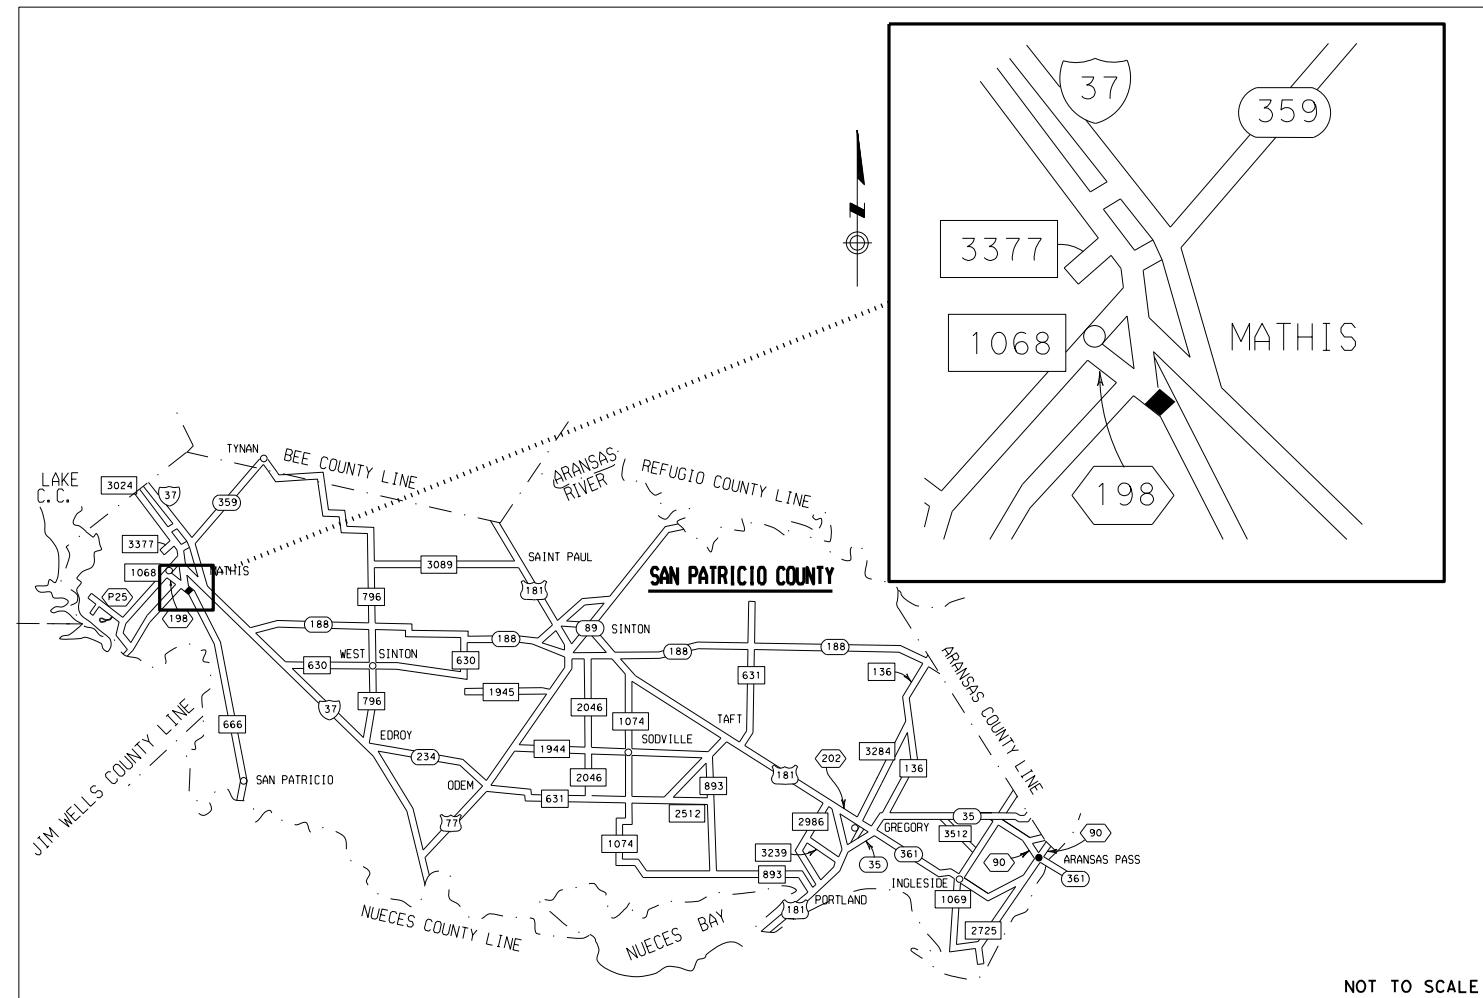 37
359
3377
1068
MATHIS
198
TYNAN
BEE COUNTY LINE
ARANSAS
RIVER
REFUGIO COUNTY LINE
LAKE
C.C.
3024
37
359
3377
1068
MATHIS
P25
198
SAINT PAUL
3089
181
SAN PATRICIO COUNTY
796
188
188
89
SINTON
188
188
WEST SINTON
630
630
136
631
1945
796
37
2046
1074
TAFT
666
EDROY
SODVILLE
ARANSAS COUNTY LINE
JIM WELLS COUNTY LINE
234
1944
3284
202
136
SAN PATRICIO
ODEM
2046
181
893
631
2512
77
2986
35
GREGORY
3512
90
1074
3239
35
361
90
ARANSAS PASS
893
361
INGLESIDE
1069
PORTLAND
181
NUECES COUNTY LINE
NUECES BAY
2725
NOT TO SCALE